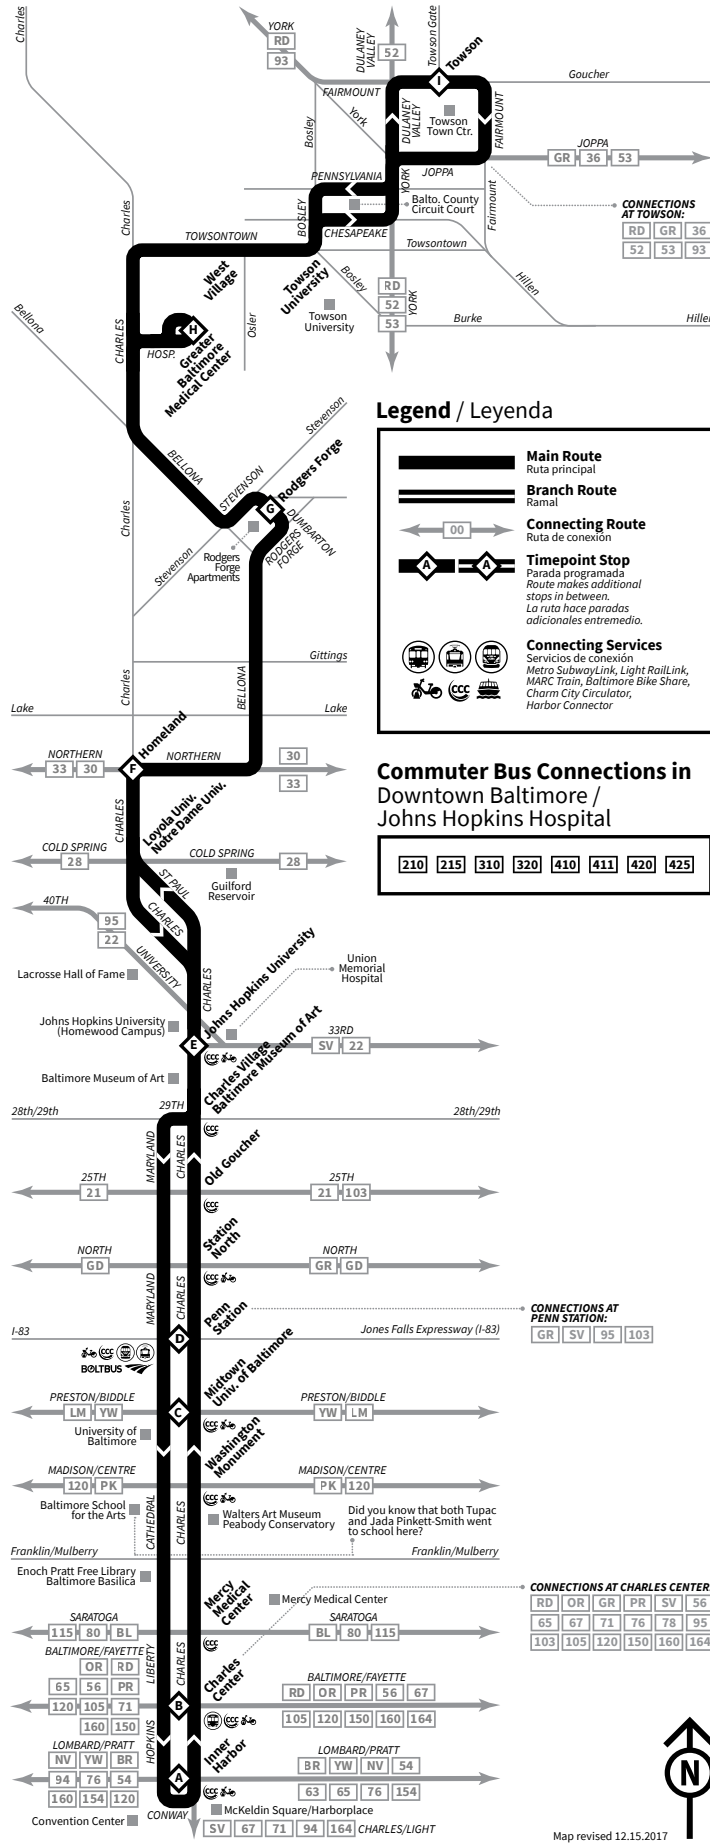 Charles
YORK
RD
93
DULANEY
VALLEY
52
Towson Gate
Towson
I
Goucher
FAIRMOUNT
York
Bosley
DULANEY
VALLEY
Towson
Town Ctr.
FAIRMOUNT
JOPPA
GR 36 53
JOPPA
PENNSYLVANIA
YORK
Balto. County
Circuit Court
Fairmount
CONNECTIONS
AT TOWSON:
RD GR 36
52 53 93
Charles
BOSLEY
CHESAPEAKE
TOWSONTOWN
Towsontown
West
Village
Towson
University
Bosley
Hillen
RD
52
53
YORK
Towson
University
Burke
Hillen
Osler
Bellona
CHARLES
H
HOSP.
Greater
Baltimore
Medical Center
Legend / Leyenda
Main Route
Ruta principal
Branch Route
Ramal
00
Connecting Route
Ruta de conexión
A A
Timepoint Stop
Parada programada
Route makes additional
stops in between.
La ruta hace paradas
adicionales entremedio.
CCC
Connecting Services
Servicios de conexión
Metro SubwayLink, Light RailLink,
MARC Train, Baltimore Bike Share,
Charm City Circulator,
Harbor Connector
Stevenson
BELLONA
STEVENSON
Rodgers Forge
G
DUMBARTON
RODGERS
FORGE
Charles
Stevenson
Rodgers
Forge
Apartments
Gittings
Charles
BELLONA
Lake
Lake
Homeland
NORTHERN
33 30
F
NORTHERN
30
33
Commuter Bus Connections in
Downtown Baltimore /
Johns Hopkins Hospital
210 215 310 320 410 411 420 425
CHARLES
Loyola Univ.
Notre Dame Univ.
COLD SPRING
28
COLD SPRING
28
ST PAUL
CHARLES
Guilford
Reservoir
40TH
95
22
UNIVERSITY
CHARLES
Lacrosse Hall of Fame
Johns Hopkins University
Union
Memorial
Hospital
Johns Hopkins University
(Homewood Campus)
E
33RD
SV 22
CCC
Baltimore Museum of Art
Charles Village
Baltimore Museum of Art
29TH
28th/29th
28th/29th
CCC
MARYLAND
CHARLES
Old Goucher
25TH
21
25TH
21 103
CCC
Station
North
NORTH
GD
NORTH
GR GD
CCC
MARYLAND
CHARLES
Penn
Station
CONNECTIONS AT
PENN STATION:
GR SV 95 103
I-83
D
Jones Falls Expressway (I-83)
CCC
BOLTBUS
Midtown
Univ. of Baltimore
PRESTON/BIDDLE
LM YW
C
PRESTON/BIDDLE
YW LM
CCC
University of
Baltimore
Washington
Monument
MADISON/CENTRE
120 PK
MADISON/CENTRE
PK 120
CCC
Baltimore School
for the Arts
CATHEDRAL
CHARLES
Walters Art Museum
Peabody Conservatory
Did you know that both Tupac
and Jada Pinkett-Smith went
to school here?
Franklin/Mulberry
Franklin/Mulberry
Enoch Pratt Free Library
Baltimore Basilica
Mercy
Medical
Center
Mercy Medical Center
CONNECTIONS AT CHARLES CENTER:
RD OR GR PR SV 56
65 67 71 76 78 95
103 105 120 150 160 164
SARATOGA
115 80 BL
SARATOGA
BL 80 115
CCC
LIBERTY
CHARLES
Charles
Center
BALTIMORE/FAYETTE
OR RD
65 56 PR
120 105 71
160 150
B
BALTIMORE/FAYETTE
RD OR PR 56 67
105 120 150 160 164
CCC
HOPKINS
Inner
Harbor
LOMBARD/PRATT
NV YW BR
94 76 54
160 154 120
A
LOMBARD/PRATT
BR YW NV 54
63 65 76 154
CCC
Convention Center
CONWAY
McKeldin Square/Harborplace
SV 67 71 94 164 CHARLES/LIGHT
N
Map revised 12.15.2017